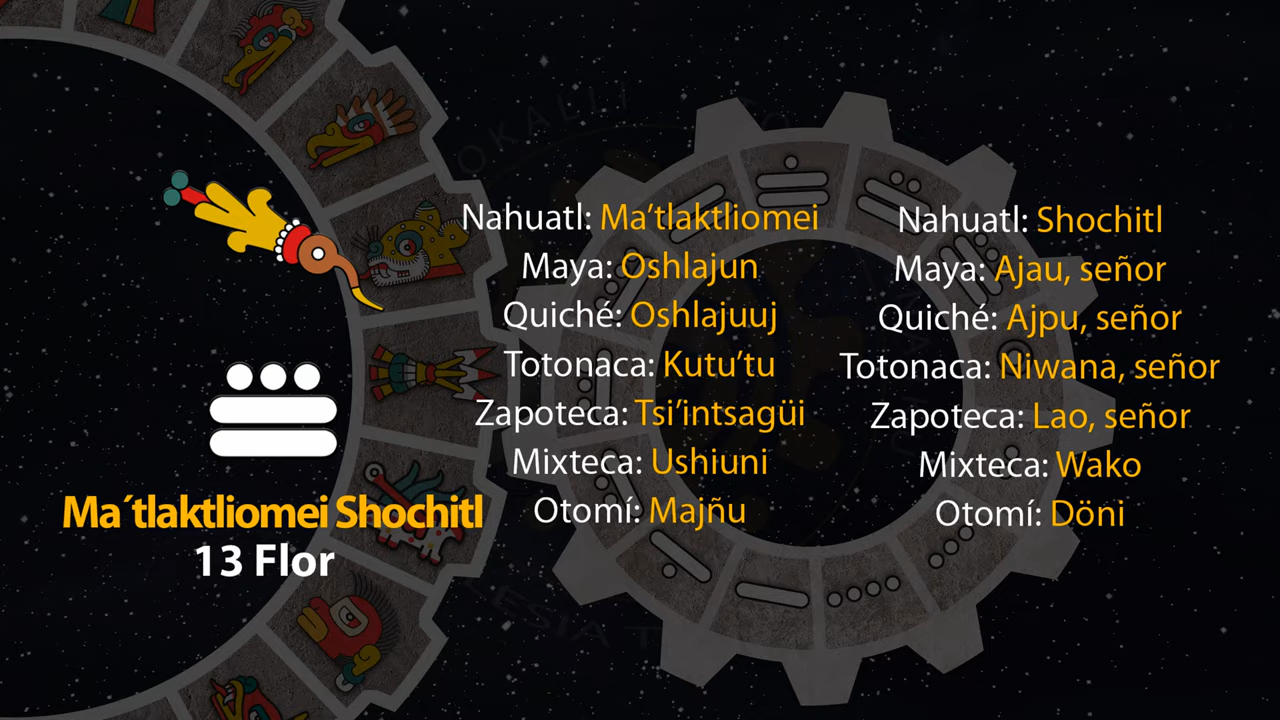 Nahuatl: Ma’tlaktliomei
Maya: Oshlajun
Quiché: Oshlajuuj
Totonaca: Kutu’tu
Zapoteca: Tsi’intsagüi
Mixteca: Ushiuni
Otomí: Majñu
Nahuatl: Shochitl
Maya: Ajau, señor
Quiché: Ajpu, señor
Totonaca: Niwana, señor
Zapoteca: Lao, señor
Mixteca: Wako
Otomí: Döni
Ma´tlaktliomei Shochitl
13 Flor